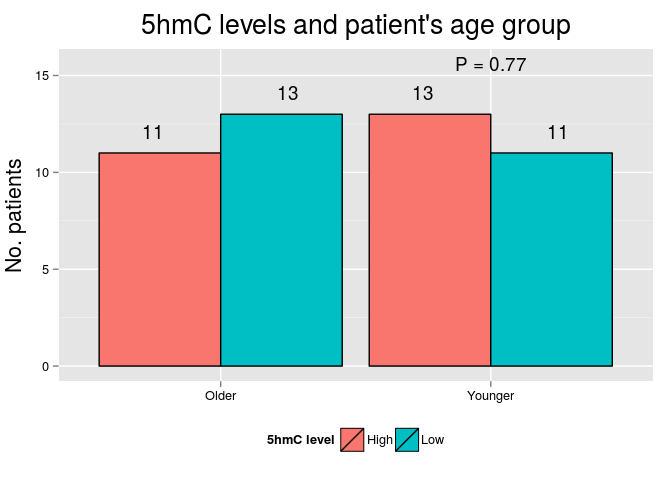 5hmC levels and patient's age group
P = 0.77
15
13
13
11
11
10
5
0
No. patients
Older
Younger
5hmC level High Low